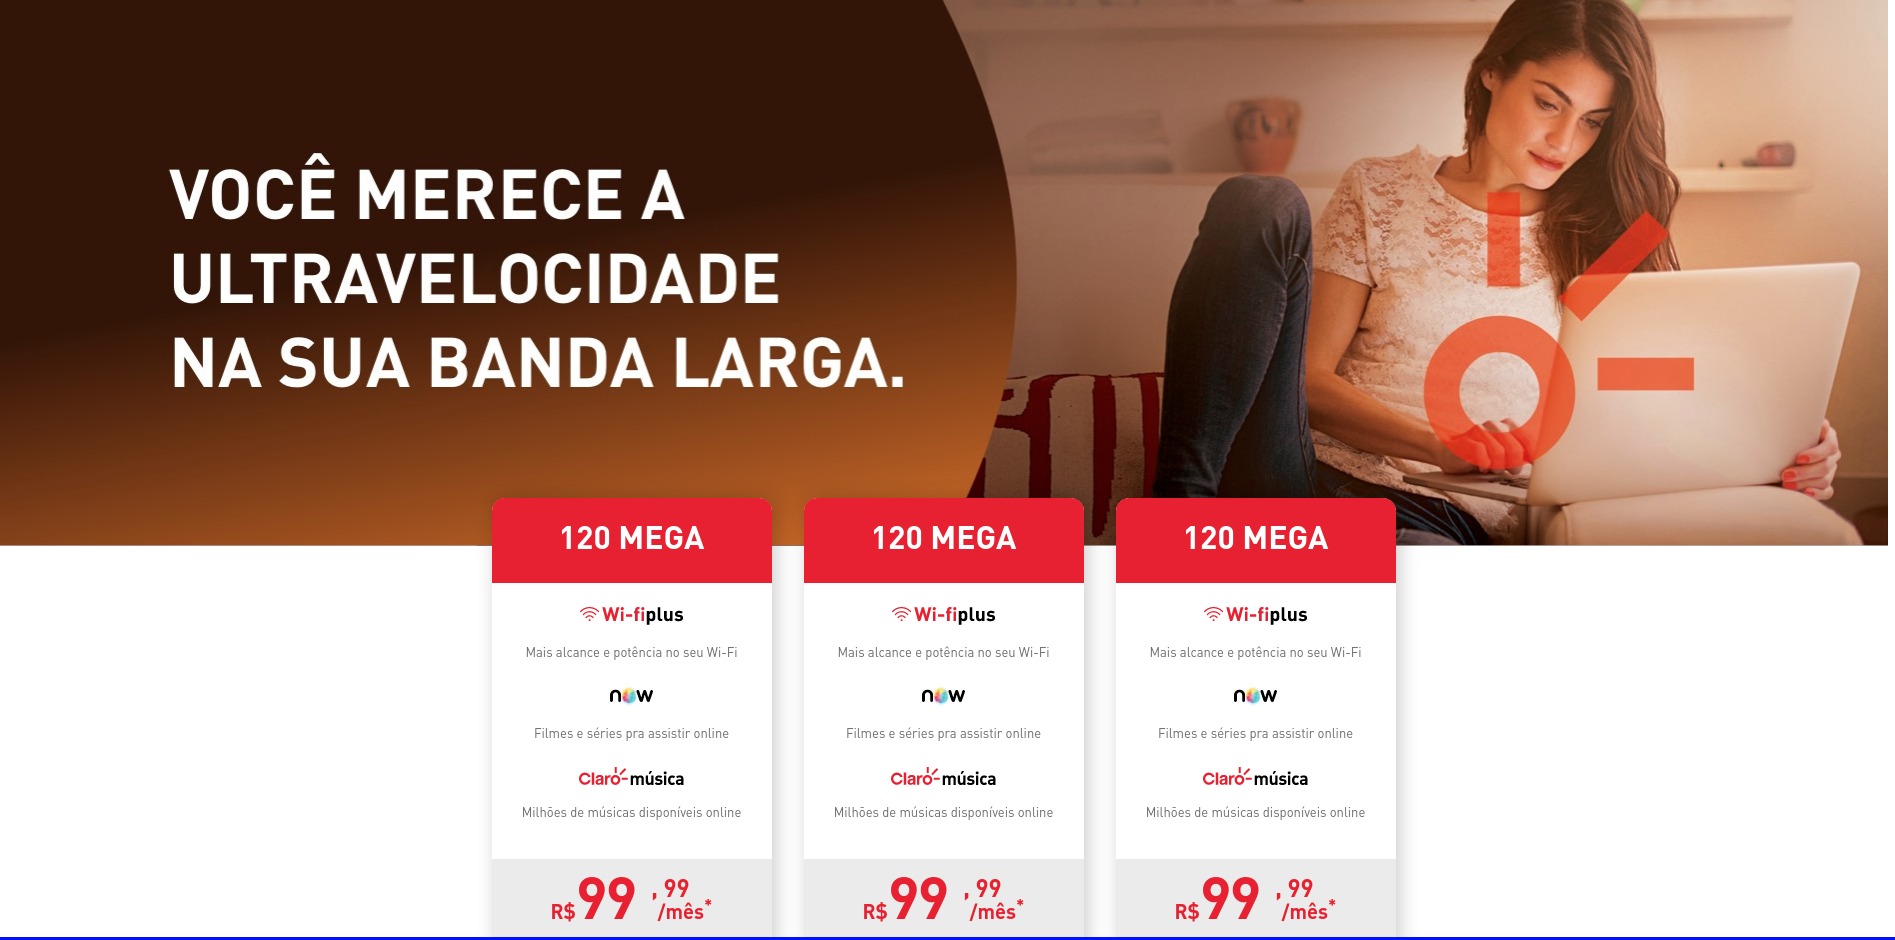 VOCÊ MERECE A
ULTRAVELOCIDADE
NA SUA BANDA LARGA.
120 MEGA
Wi-fiplus
Mais alcance e potência no seu Wi-Fi
now
Filmes e séries pra assistir online
Claro música
Milhões de músicas disponíveis online
R$ 99,99 /mês*
120 MEGA
Wi-fiplus
Mais alcance e potência no seu Wi-Fi
now
Filmes e séries pra assistir online
Claro música
Milhões de músicas disponíveis online
R$ 99,99 /mês*
120 MEGA
Wi-fiplus
Mais alcance e potência no seu Wi-Fi
now
Filmes e séries pra assistir online
Claro música
Milhões de músicas disponíveis online
R$ 99,99 /mês*